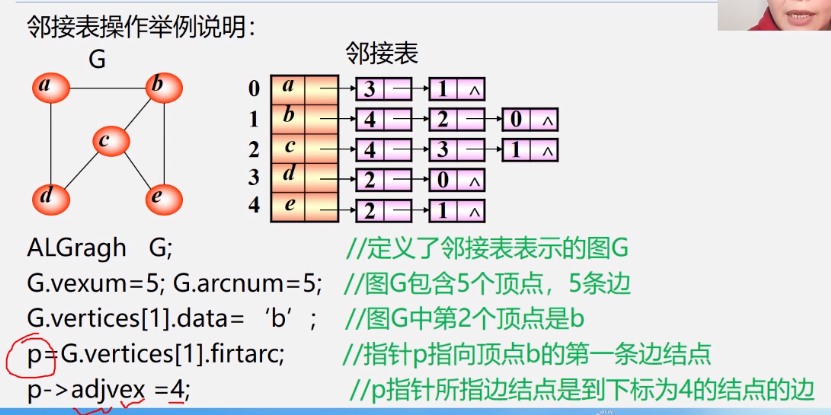 邻接表操作举例说明：
G
邻接表
a
b
c
d
e
0 a 3 1 ∧
1 b 4 2 0 ∧
2 c 4 3 1 ∧
3 d 2 0 ∧
4 e 2 1 ∧
ALGragh G; //定义了邻接表表示的图G
G.vexum=5; G.arcnum=5; //图G包含5个顶点，5条边
G.vertices[1].data= ‘b’; //图G中第2个顶点是b
p=G.vertices[1].firtarc; //指针p指向顶点b的第一条边结点
p->adjvex =4; //p指针所指边结点是到下标为4的结点的边